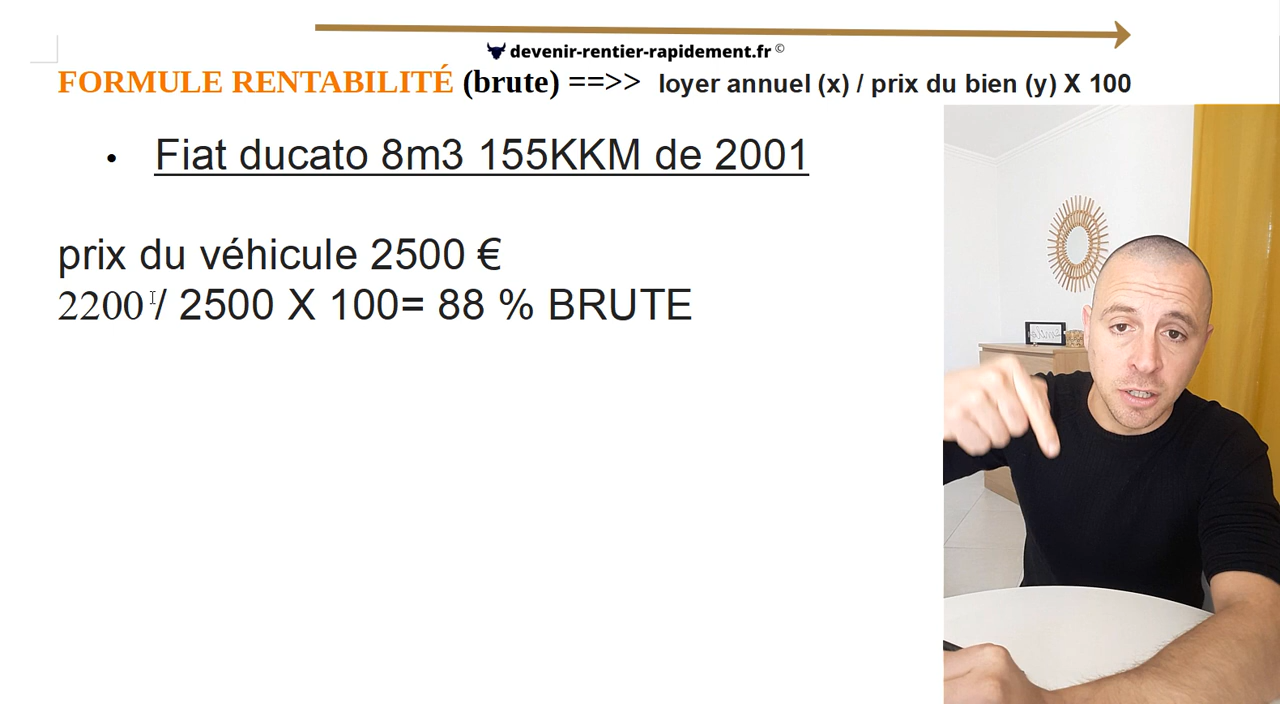 devenir-rentier-rapidement.fr ©
FORMULE RENTABILITÉ (brute) ==>> loyer annuel (x) / prix du bien (y) X 100
• Fiat ducato 8m3 155KKM de 2001
prix du véhicule 2500 €
2200 / 2500 X 100= 88 % BRUTE